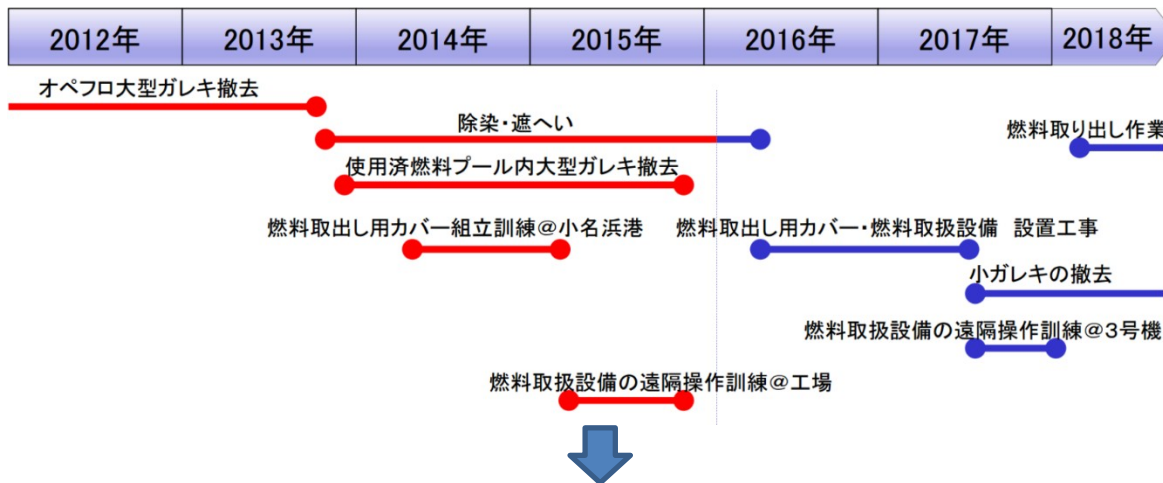 2012年 2013年 2014年 2015年 2016年 2017年 2018年
オペフロ大型ガレキ撤去
除染・遮へい
燃料取り出し作業
使用済燃料プール内大型ガレキ撤去
燃料取出し用カバー組立訓練@小名浜港
燃料取出し用カバー・燃料取扱設備 設置工事
小ガレキの撤去
燃料取扱設備の遠隔操作訓練@3号機
燃料取扱設備の遠隔操作訓練@工場